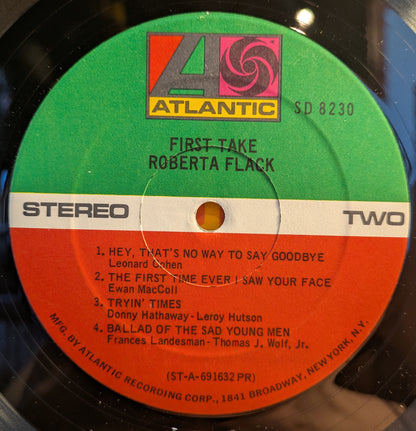 ATLANTIC
SD 8230
FIRST TAKE
ROBERTA FLACK
STEREO
TWO
1. HEY, THAT'S NO WAY TO SAY GOODBYE
Leonard Cohen
2. THE FIRST TIME EVER I SAW YOUR FACE
Ewan MacColl
3. TRYIN' TIMES
Donny Hathaway - Leroy Hutson
4. BALLAD OF THE SAD YOUNG MEN
Frances Landesman - Thomas J. Wolf, Jr.
(ST-A-691632 PR)
MFG. BY ATLANTIC RECORDING CORP., 1841 BROADWAY, NEW YORK, N.Y.